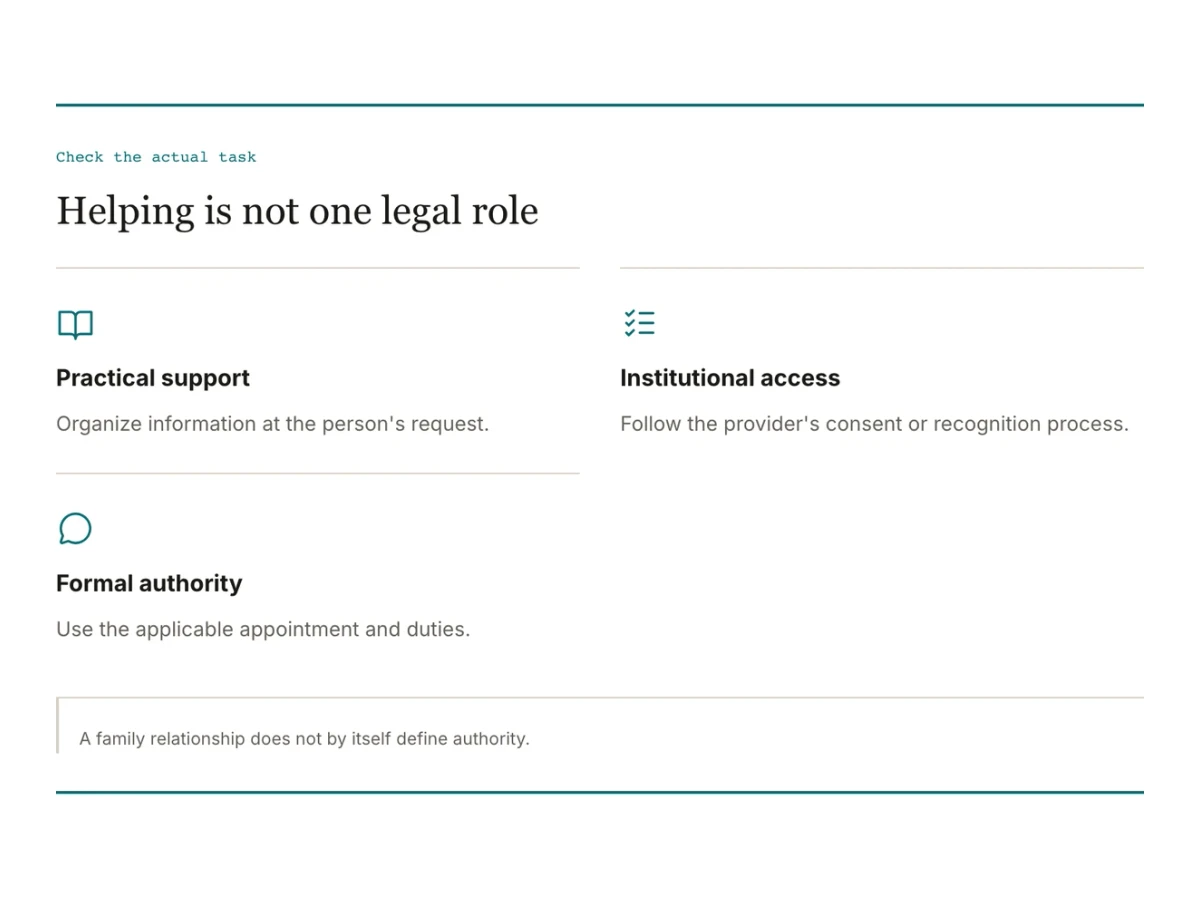 Check the actual task
Helping is not one legal role
Practical support
Organize information at the person's request.
Institutional access
Follow the provider's consent or recognition process.
Formal authority
Use the applicable appointment and duties.
A family relationship does not by itself define authority.